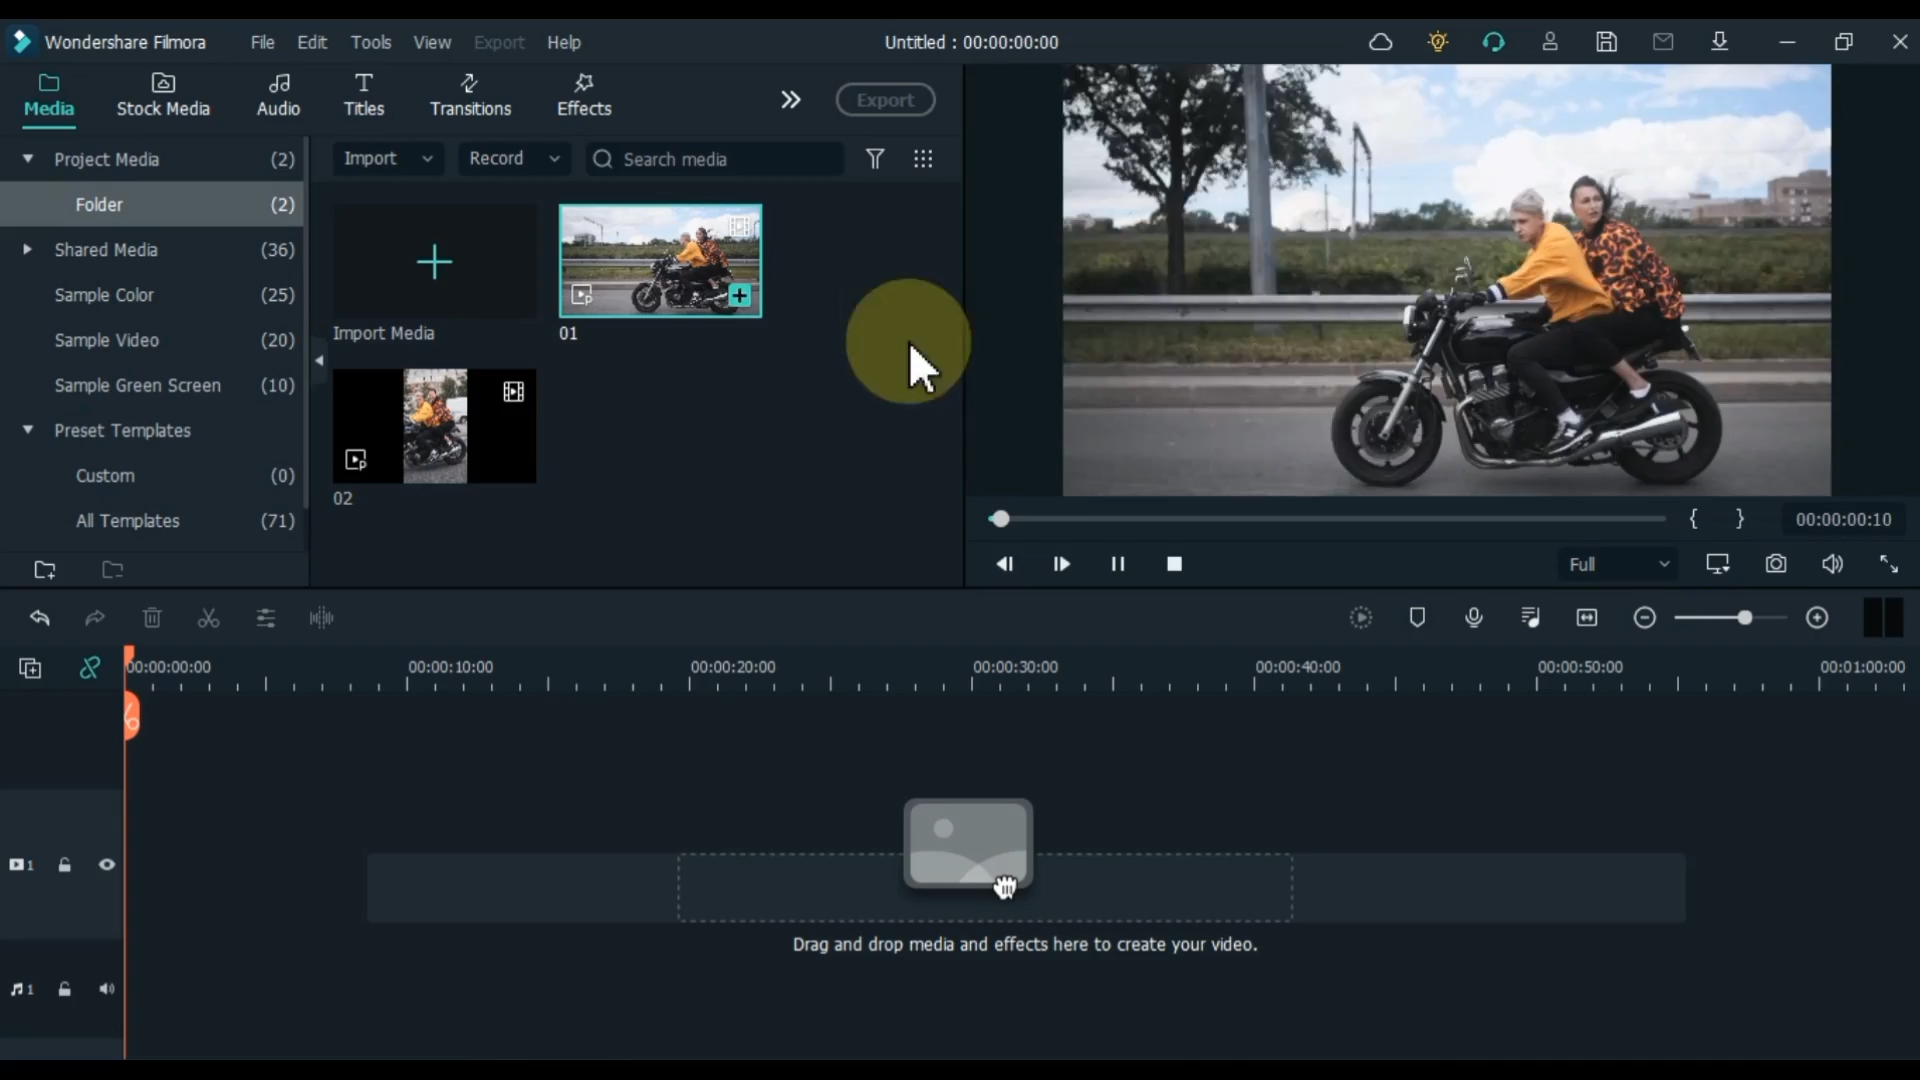 Wondershare Filmora File Edit Tools View Export Help Untitled : 00:00:00:00
Media Stock Media Audio Titles Transitions Effects Export
Project Media (2)
Folder (2)
Shared Media (36)
Sample Color (25)
Sample Video (20)
Sample Green Screen (10)
Preset Templates
Custom (0)
All Templates (71)
Import Record Search media
Import Media
01
02
{ } 00:00:00:10
Full
00:00:00:00 00:00:10:00 00:00:20:00 00:00:30:00 00:00:40:00 00:00:50:00 00:01:00:00
1
Drag and drop media and effects here to create your video.
1